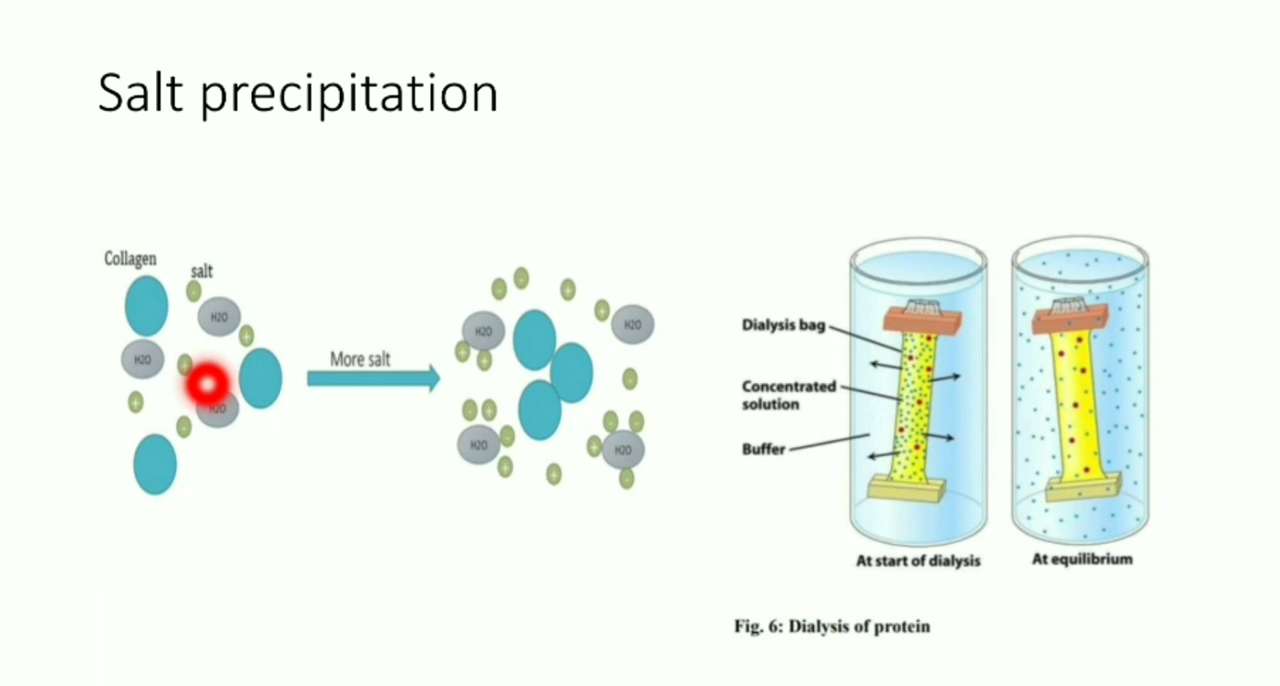 Salt precipitation
Collagen
salt
H2O
H2O
H2O
+
+
+
-
-
More salt
-
-
+
+
H2O
H2O
+
+
-
+
+
-
-
H2O
+
-
-
+
H2O
-
Dialysis bag
Concentrated
solution
Buffer
At start of dialysis
At equilibrium
Fig. 6: Dialysis of protein